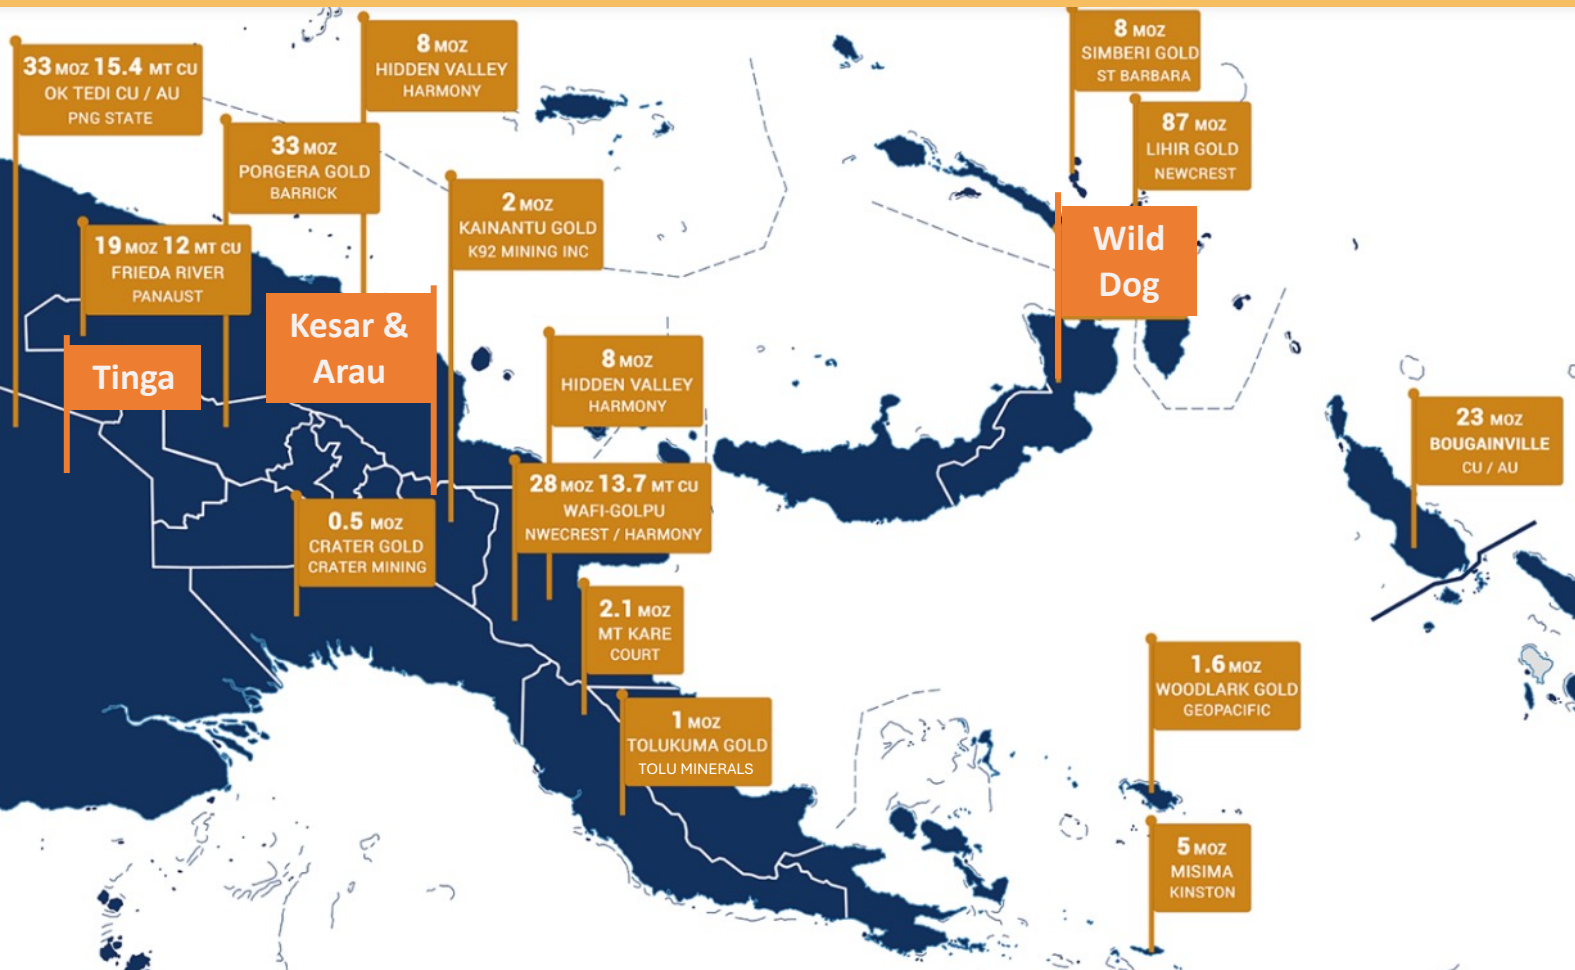 33 MOZ 15.4 MT CU
OK TEDI CU / AU
PNG STATE
8 MOZ
HIDDEN VALLEY
HARMONY
8 MOZ
SIMBERI GOLD
ST BARBARA
87 MOZ
LIHIR GOLD
NEWCREST
33 MOZ
PORGERA GOLD
BARRICK
2 MOZ
KAINANTU GOLD
K92 MINING INC
19 MOZ 12 MT CU
FRIEDA RIVER
PANAUST
Wild
Dog
Kesar &
Arau
Tinga
8 MOZ
HIDDEN VALLEY
HARMONY
23 MOZ
BOUGAINVILLE
CU / AU
28 MOZ 13.7 MT CU
WAFI-GOLPU
NWECREST / HARMONY
0.5 MOZ
CRATER GOLD
CRATER MINING
2.1 MOZ
MT KARE
COURT
1.6 MOZ
WOODLARK GOLD
GEOPACIFIC
1 MOZ
TOLUKUMA GOLD
TOLU MINERALS
5 MOZ
MISIMA
KINSTON